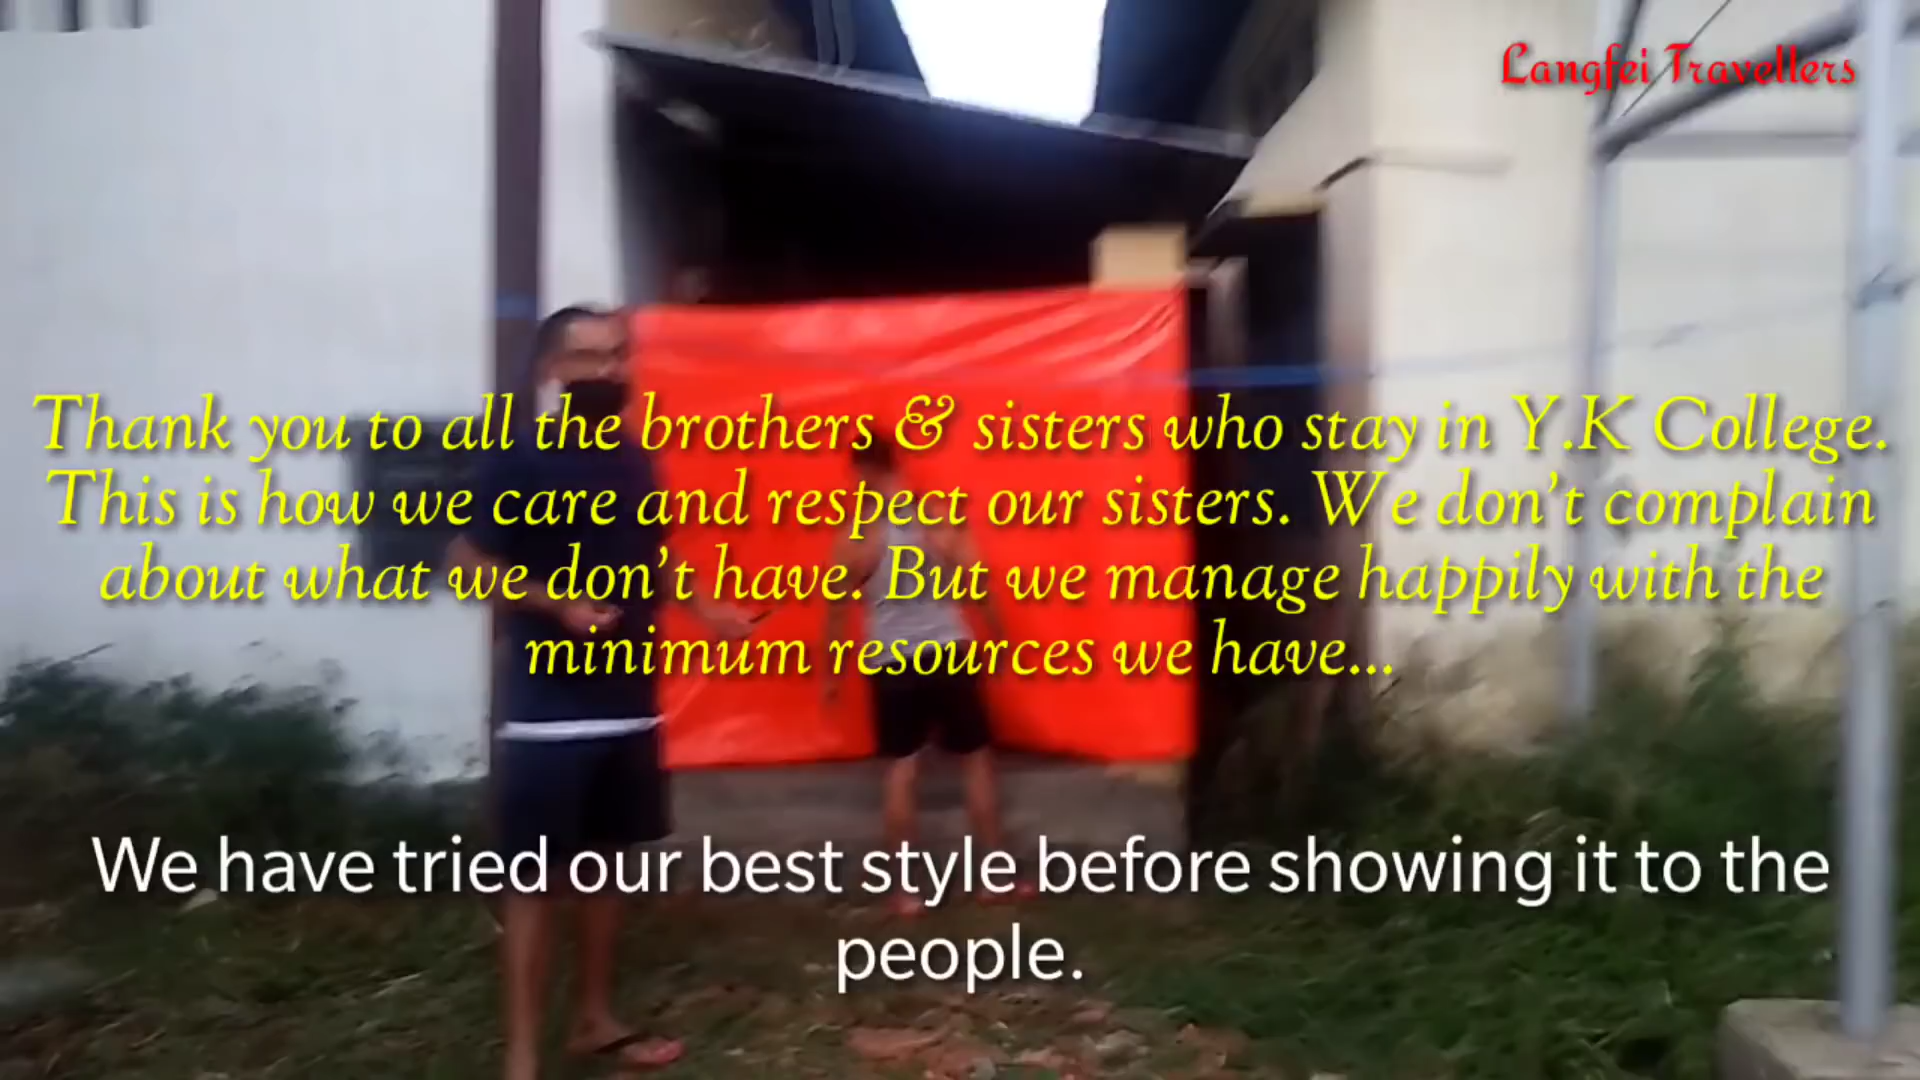 Langfei Travellers
Thank you to all the brothers & sisters who stay in Y.K College.
This is how we care and respect our sisters. We don't complain
about what we don't have. But we manage happily with the
minimum resources we have...
We have tried our best style before showing it to the
people.